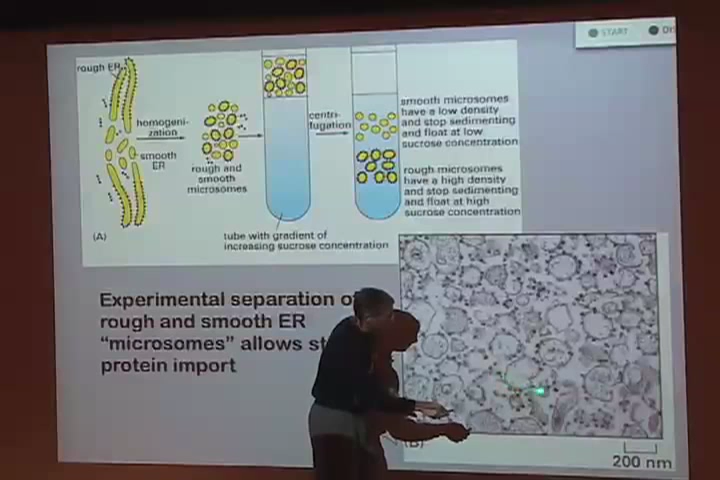 START
rough ER
homogeni-
zation
smooth
ER
rough and
smooth
microsomes
centri-
fugation
smooth microsomes
have a low density
and stop sedimenting
and float at low
sucrose concentration
rough microsomes
have a high density
and stop sedimenting
and float at high
sucrose concentration
(A)
tube with gradient of
increasing sucrose concentration
Experimental separation
rough and smooth ER
“microsomes” allows
protein import
200 nm